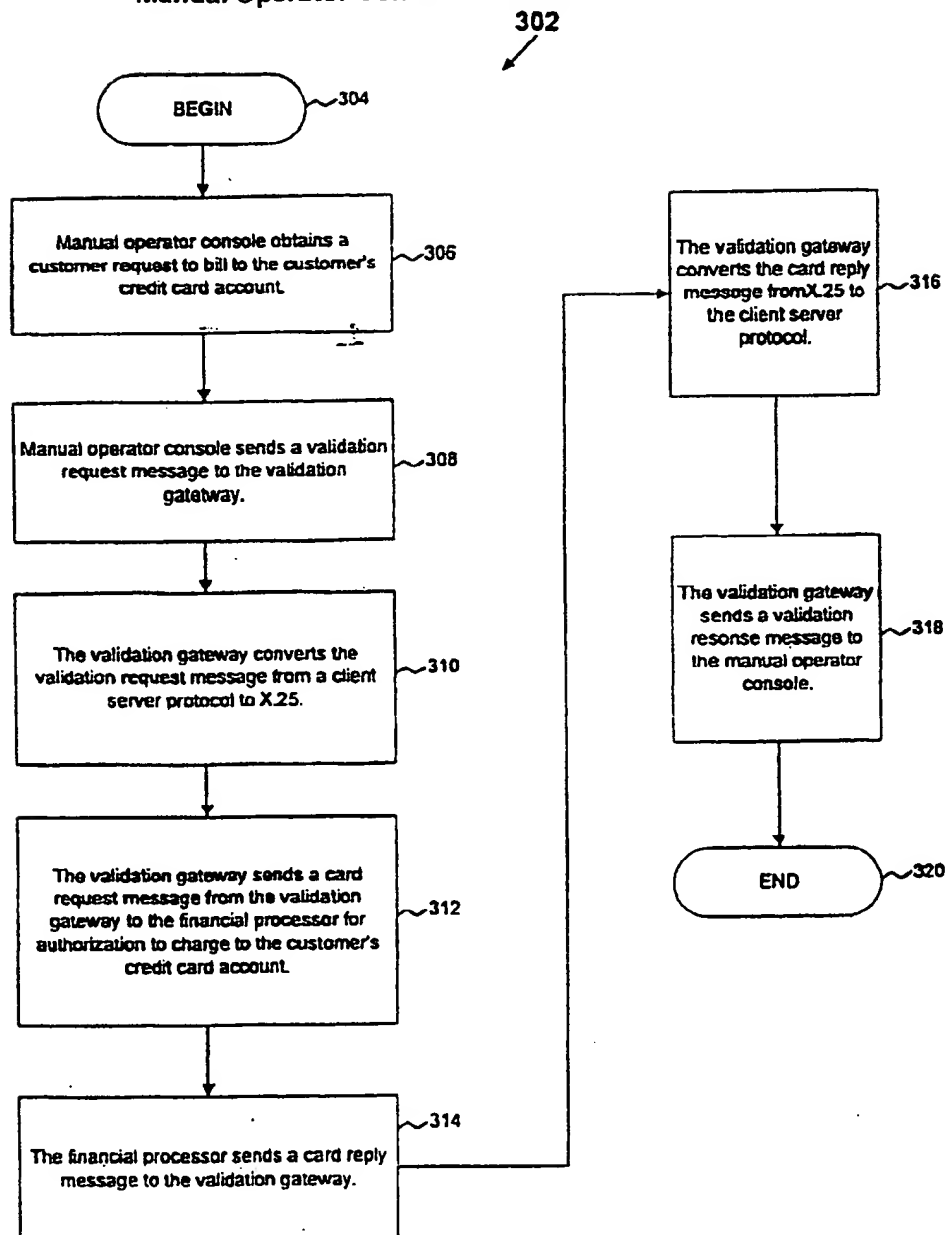 302
BEGIN
304
Manual operator console obtains a
customer request to bill to the customer's
credit card account.
306
Manual operator console sends a validation
request message to the validation
gatetway.
308
The validation gateway converts the
validation request message from a client
server protocol to X.25.
310
The validation gateway sends a card
request message from the validation
gateway to the financial processor for
authorization to charge to the customer's
credit card account.
312
The financial processor sends a card reply
message to the validation gateway.
314
The validation gateway
converts the card reply
message fromX.25 to
the client server
protocol.
316
The validation gateway
sends a validation
resonse message to
the manual operator
console.
318
END
320